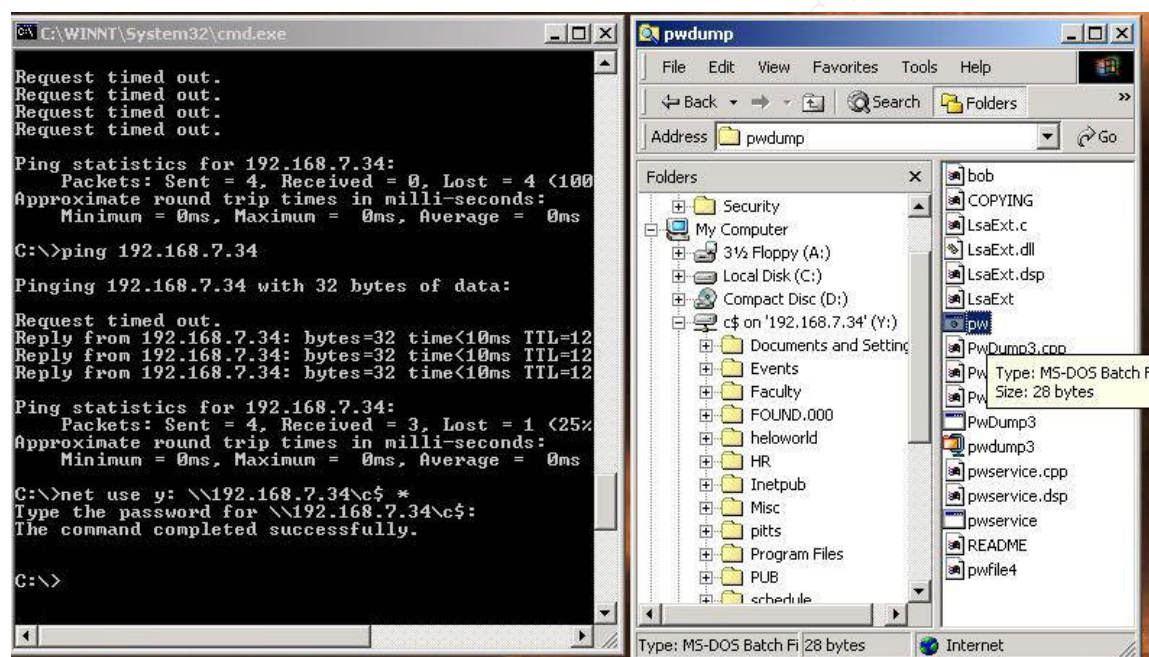 C:\WINNT\System32\cmd.exe
Request timed out.
Request timed out.
Request timed out.
Request timed out.
Ping statistics for 192.168.7.34:
Packets: Sent = 4, Received = 0, Lost = 4 (100
Approximate round trip times in milli-seconds:
Minimum = 0ms, Maximum = 0ms, Average = 0ms
C:\>ping 192.168.7.34
Pinging 192.168.7.34 with 32 bytes of data:
Request timed out.
Reply from 192.168.7.34: bytes=32 time<10ms TTL=12
Reply from 192.168.7.34: bytes=32 time<10ms TTL=12
Reply from 192.168.7.34: bytes=32 time<10ms TTL=12
Ping statistics for 192.168.7.34:
Packets: Sent = 4, Received = 3, Lost = 1 (25%
Approximate round trip times in milli-seconds:
Minimum = 0ms, Maximum = 0ms, Average = 0ms
C:\>net use y: \\192.168.7.34\c$ *
Type the password for \\192.168.7.34\c$:
The command completed successfully.
C:\>
pwdump
File Edit View Favorites Tools Help
Back Search Folders »
Address pwdump Go
Folders
Security
My Computer
3½ Floppy (A:)
Local Disk (C:)
Compact Disc (D:)
c$ on '192.168.7.34' (Y:)
Documents and Setting
Events
Faculty
FOUND.000
heloworld
HR
Inetpub
Misc
pitts
Program Files
PUB
schedule
bob
COPYING
LsaExt.c
LsaExt.dll
LsaExt.dsp
LsaExt
pw
PwDump3.cpp
Pw
Pw
Type: MS-DOS Batch F
Size: 28 bytes
PwDump3
pwdump3
pwservice.cpp
pwservice.dsp
pwservice
README
pwfile4
Type: MS-DOS Batch Fi 28 bytes Internet